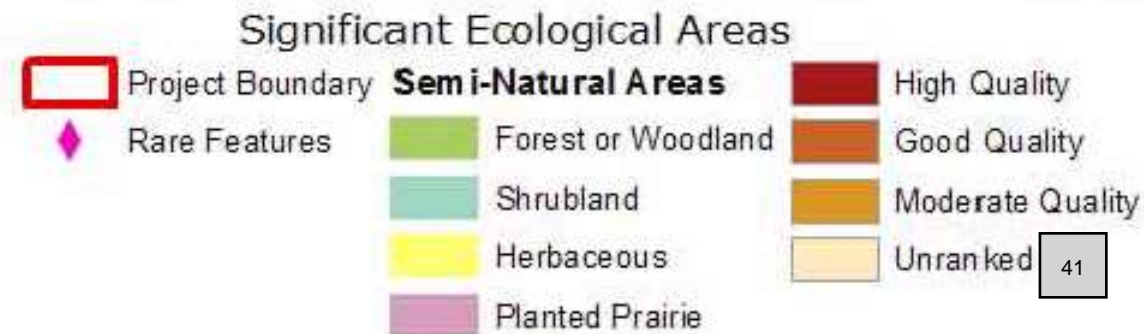 Significant Ecological Areas
Project Boundary
Rare Features
Semi-Natural Areas
Forest or Woodland
Shrubland
Herbaceous
Planted Prairie
High Quality
Good Quality
Moderate Quality
Unranked
41